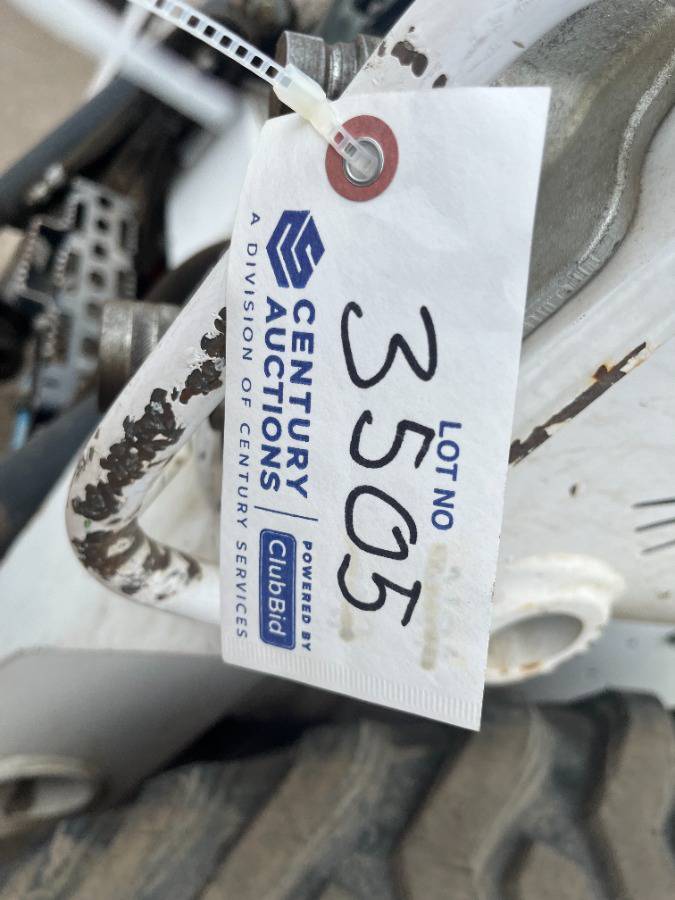 CENTURY
AUCTIONS
A DIVISION OF CENTURY SERVICES
POWERED BY
ClubBid
LOT NO
3505